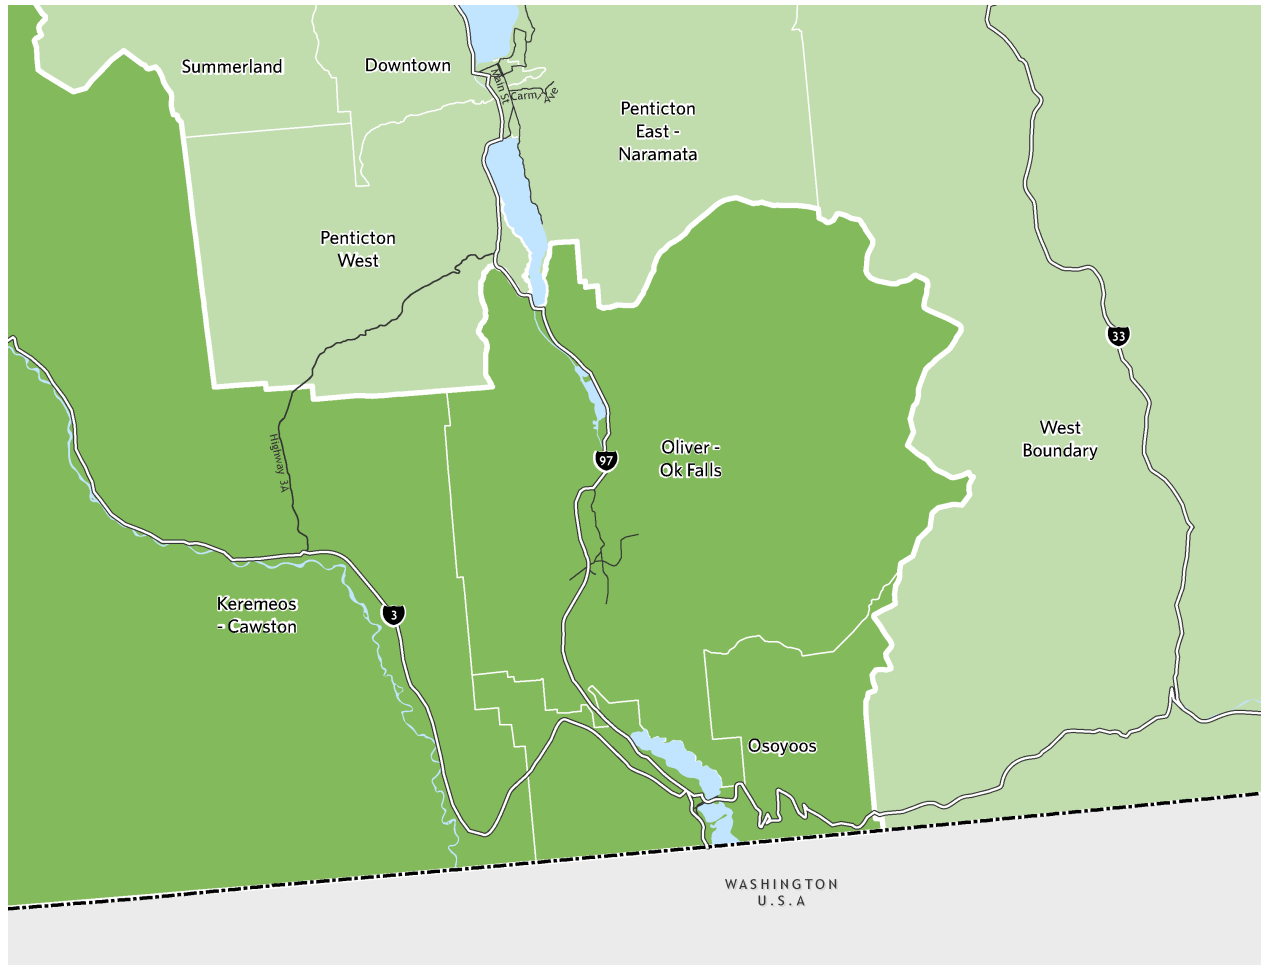 Summerland
Downtown
Main St
Carmi Ave
Penticton
East -
Naramata
Penticton
West
33
West
Boundary
Oliver -
Ok Falls
97
Highway 3A
3
Keremeos
- Cawston
Osoyoos
WASHINGTON
U.S.A